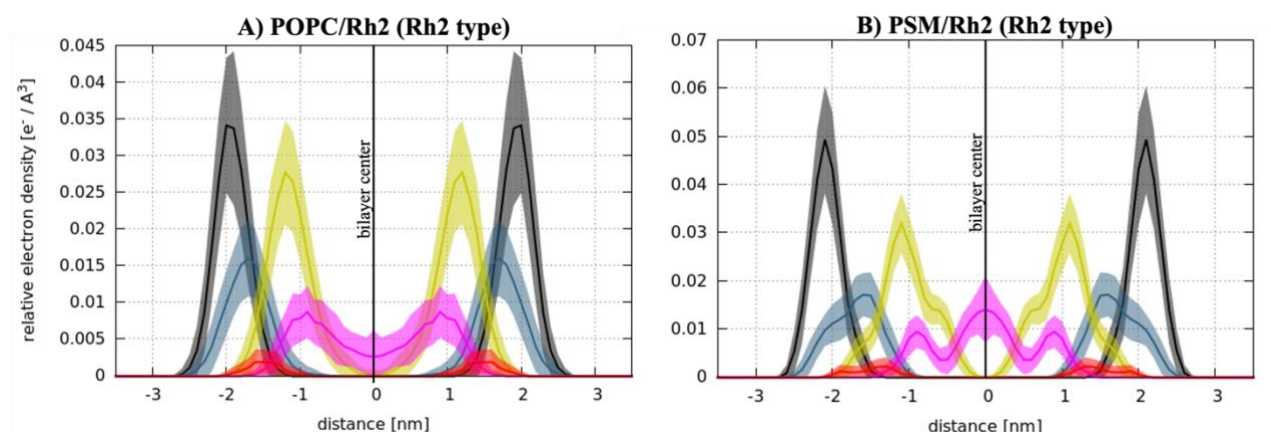 A) POPC/Rh2 (Rh2 type)
relative electron density [e⁻ / A³]
0.045
0.04
0.035
0.03
0.025
0.02
0.015
0.01
0.005
0
bilayer center
-3 -2 -1 0 1 2 3
distance [nm]
B) PSM/Rh2 (Rh2 type)
0.07
0.06
0.05
0.04
0.03
0.02
0.01
0
bilayer center
-3 -2 -1 0 1 2 3
distance [nm]